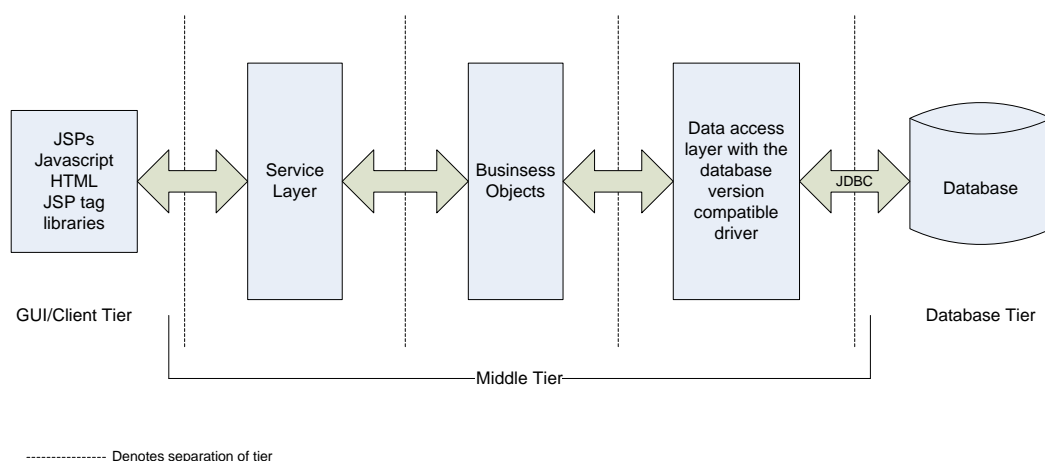 JSPs
Javascript
HTML
JSP tag
libraries
Service
Layer
Businsess
Objects
Data access
layer with the
database
version
compatible
driver
JDBC
Database
GUI/Client Tier
Database Tier
Middle Tier
Denotes separation of tier